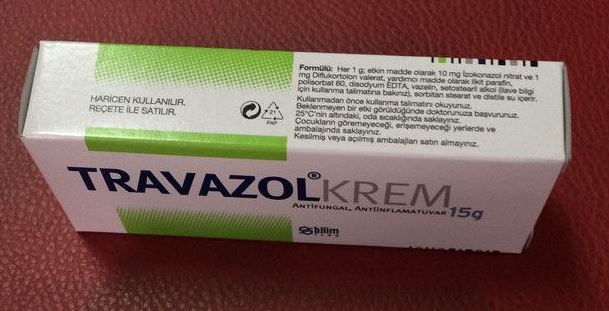 HARİCEN KULLANILIR.
REÇETE İLE SATILIR.
21
PAP
Formülü: Her 1 g; etkin madde olarak 10 mg İzokonazol nitrat ve 1
mg Diflukortolon valerat, yardımcı madde olarak likit parafin,
polisorbat 60, disodyum EDTA, vazelin, setostearil alkol (ilave bilgi
için kullanma talimatına bakınız), sorbitan stearat ve distile su içerir.
Kullanmadan önce kullanma talimatını okuyunuz.
Beklenmeyen bir etki görüldüğünde doktorunuza başvurunuz.
25°C'nin altındaki, oda sıcaklığında saklayınız.
Çocukların göremeyeceği, erişemeyeceği yerlerde ve
ambalajında saklayınız.
Kesilmiş veya açılmış ambalajları satın almayınız.
TRAVAZOL® KREM
ANTİFUNGAL, ANTİİNFLAMATUVAR 15g
bilim